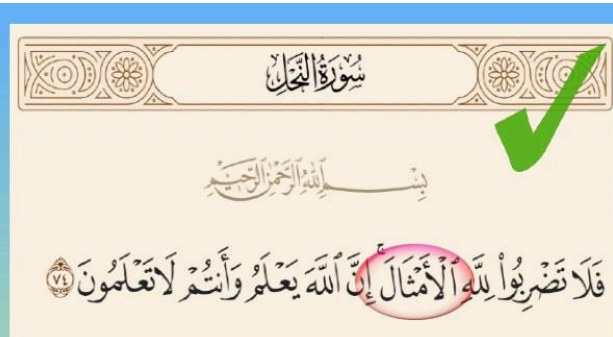 سُورَةُ النَّحْلِ
بِسْمِ ٱللَّهِ ٱلرَّحْمَٰنِ ٱلرَّحِيمِ
فَلَا تَضْرِبُوا۟ لِلَّهِ ٱلْأَمْثَالَ ۚ إِنَّ ٱللَّهَ يَعْلَمُ وَأَنتُمْ لَا تَعْلَمُونَ ٧٤